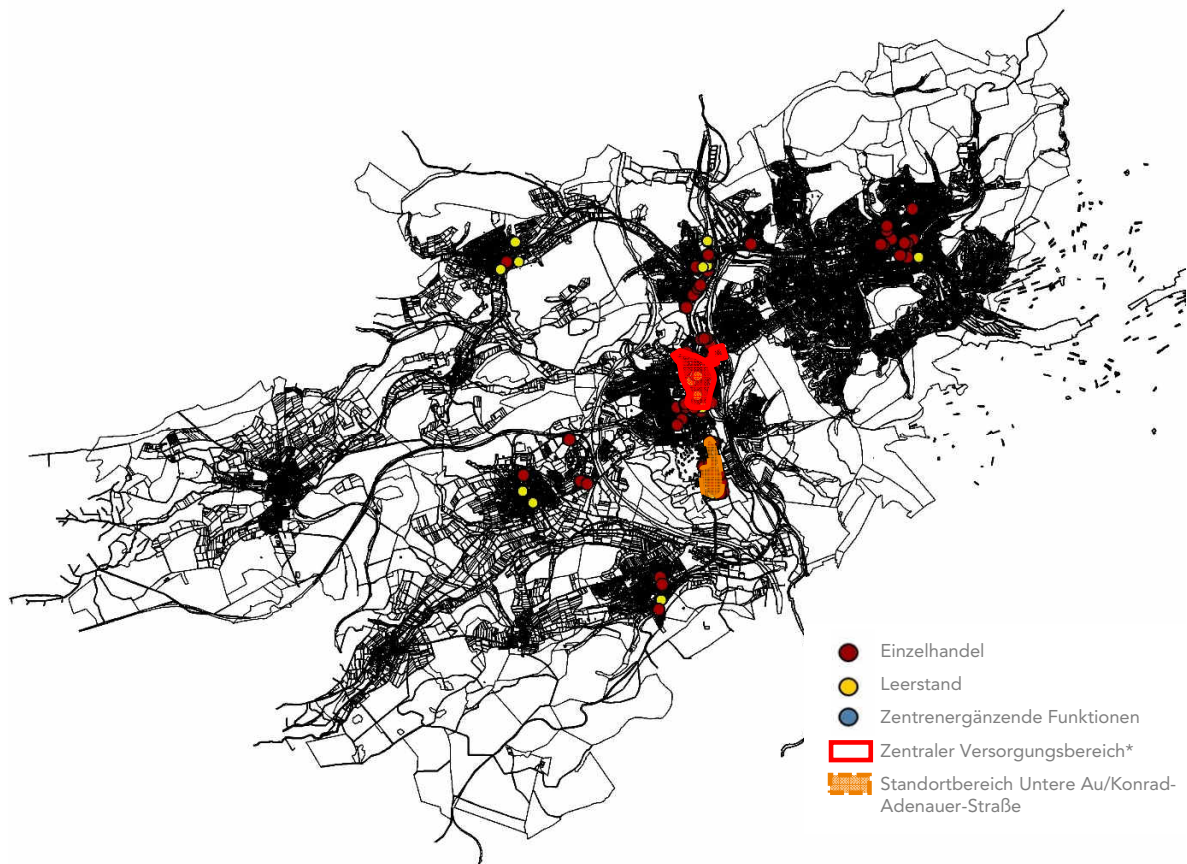 Einzelhandel
Leerstand
Zentrenergänzende Funktionen
Zentraler Versorgungsbereich*
Standortbereich Untere Au/Konrad-
Adenauer-Straße